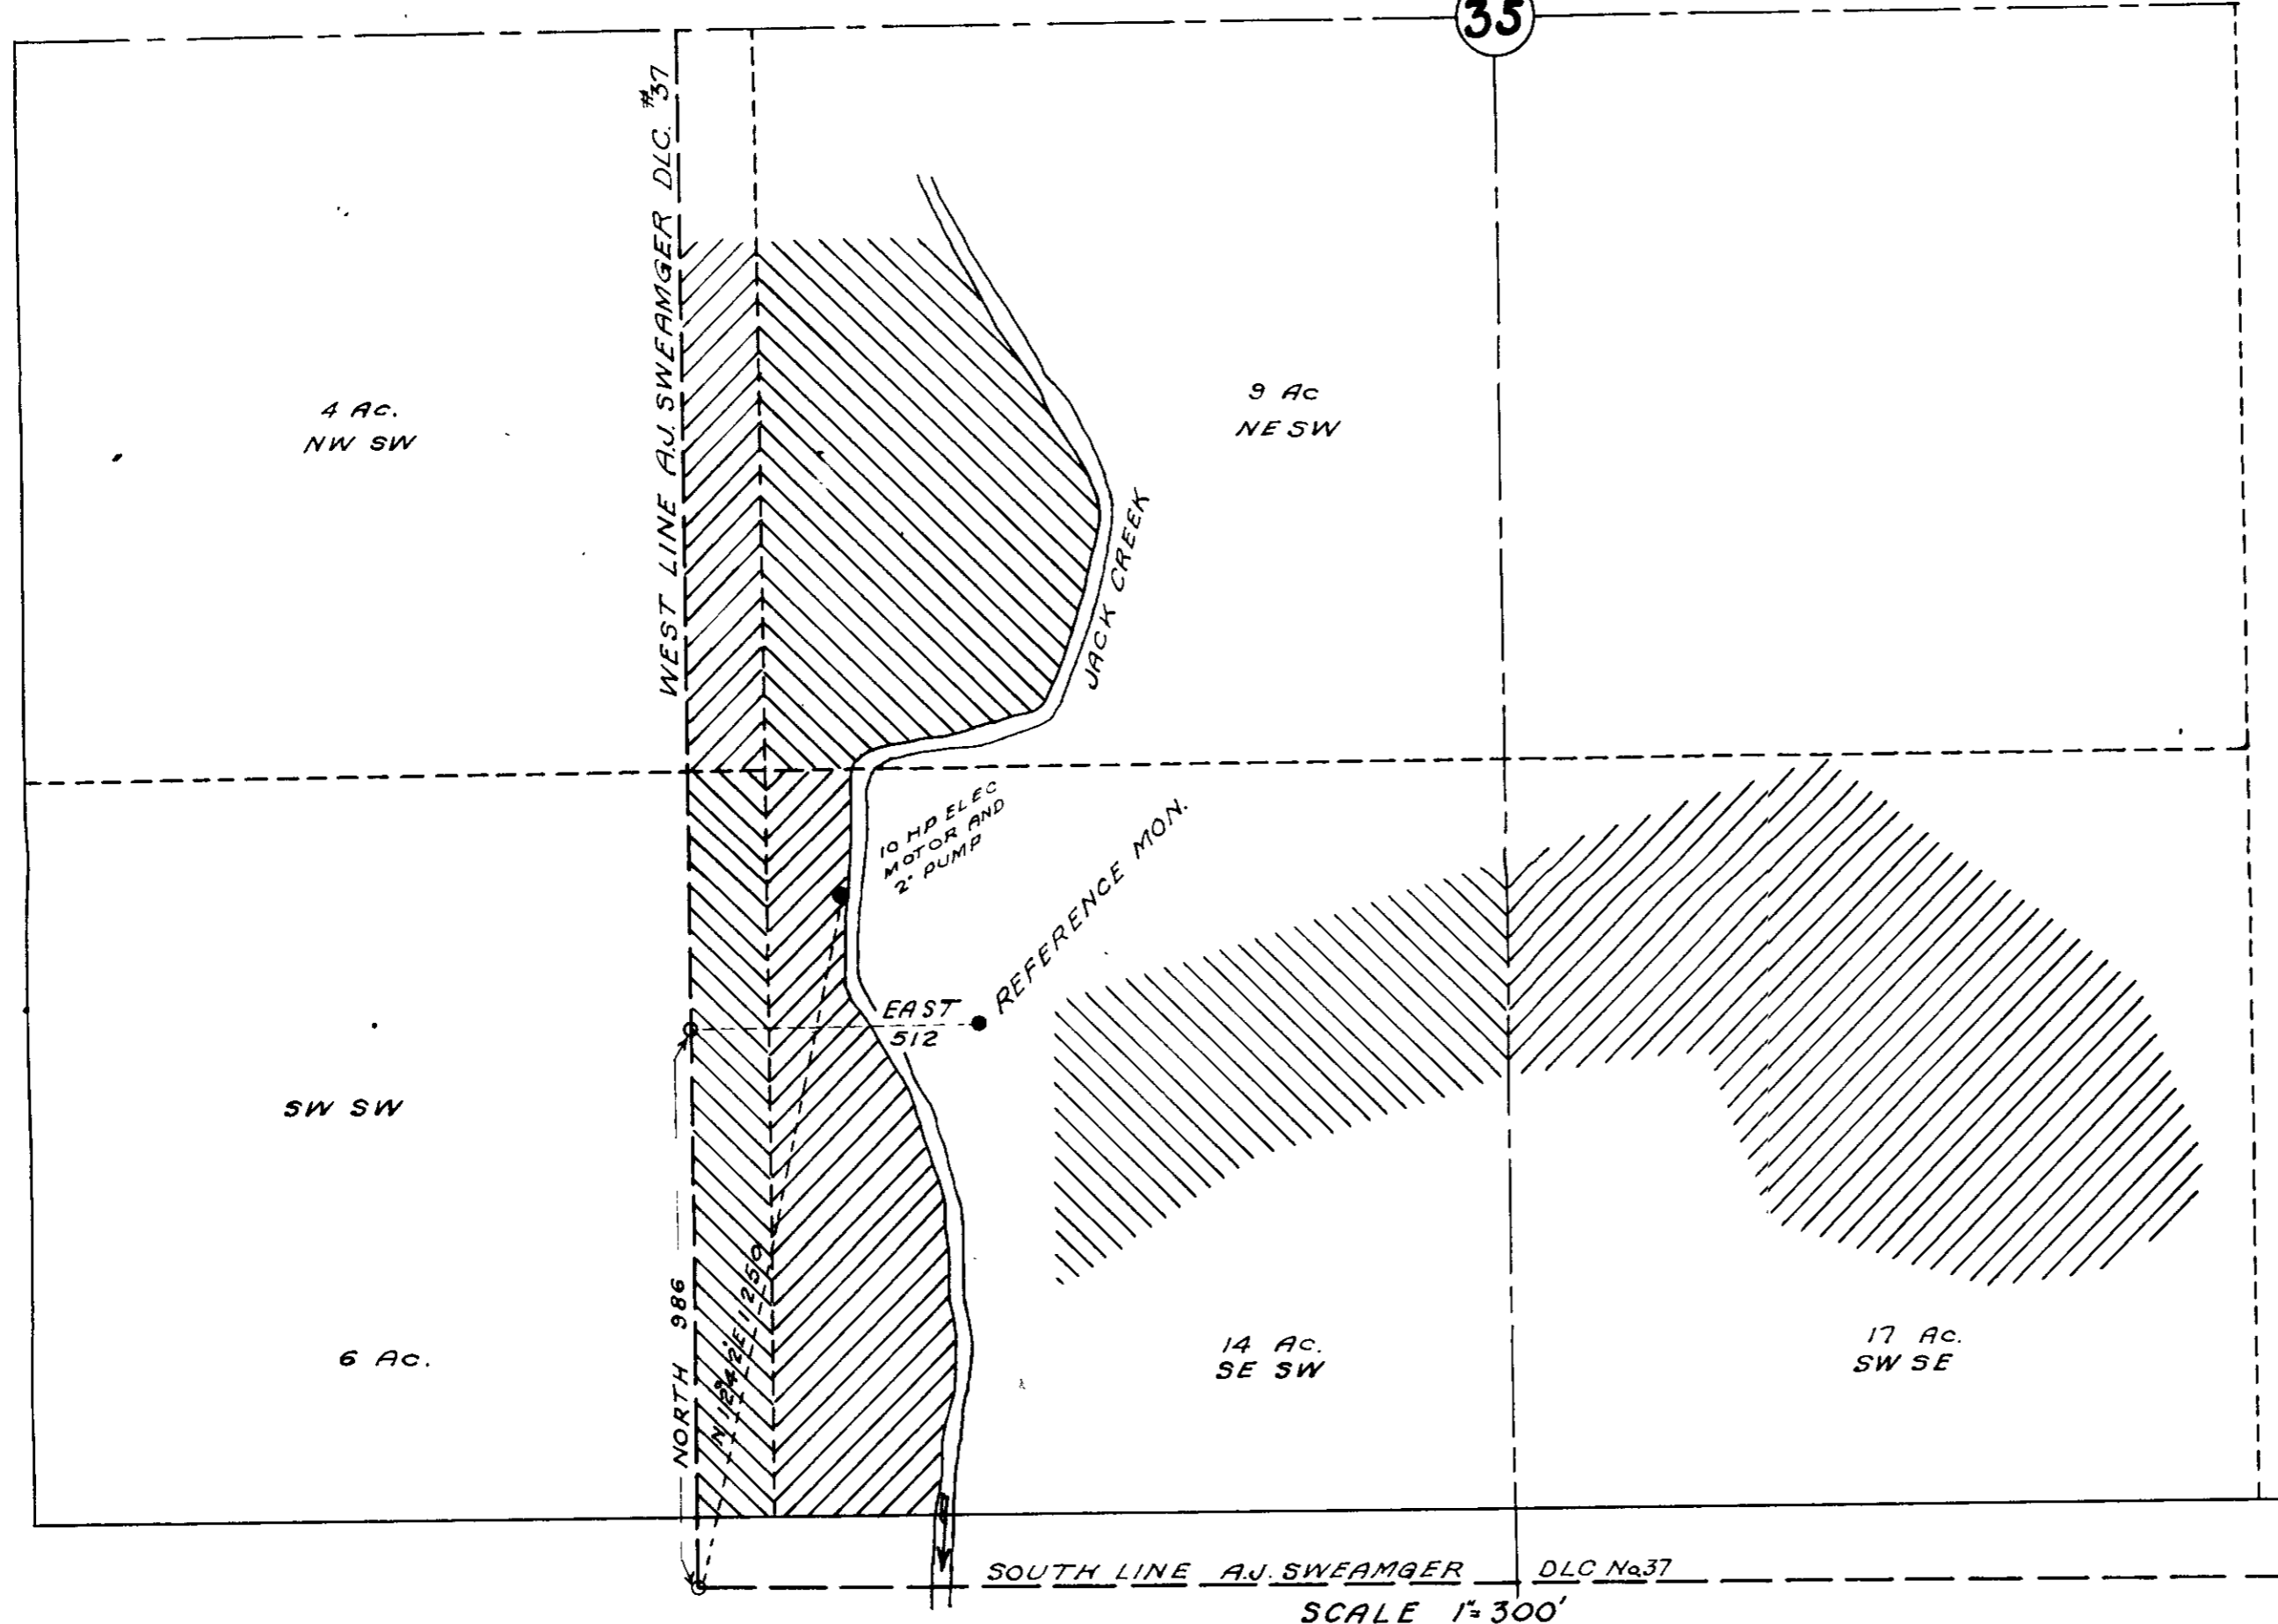 35
WEST LINE A.J. SWEAMGER DLC. #37
4 AC.
NW SW
9 AC
NE SW
JACK CREEK
10 HP ELEC
MOTOR AND
2" PUMP
REFERENCE MON.
EAST
512
SW SW
6 AC.
NORTH 986
N 12°42' E 1250
14 AC.
SE SW
17 AC.
SW SE
SOUTH LINE A.J. SWEAMGER DLC No 37
SCALE 1"=300'